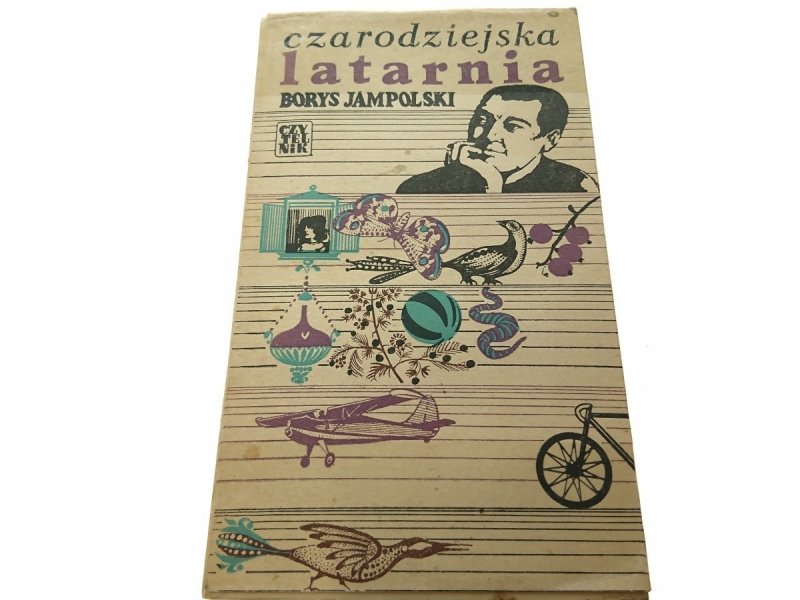 czarodziejska
latarnia
BORYS JAMPOLSKI
CZY
TEL
NIK